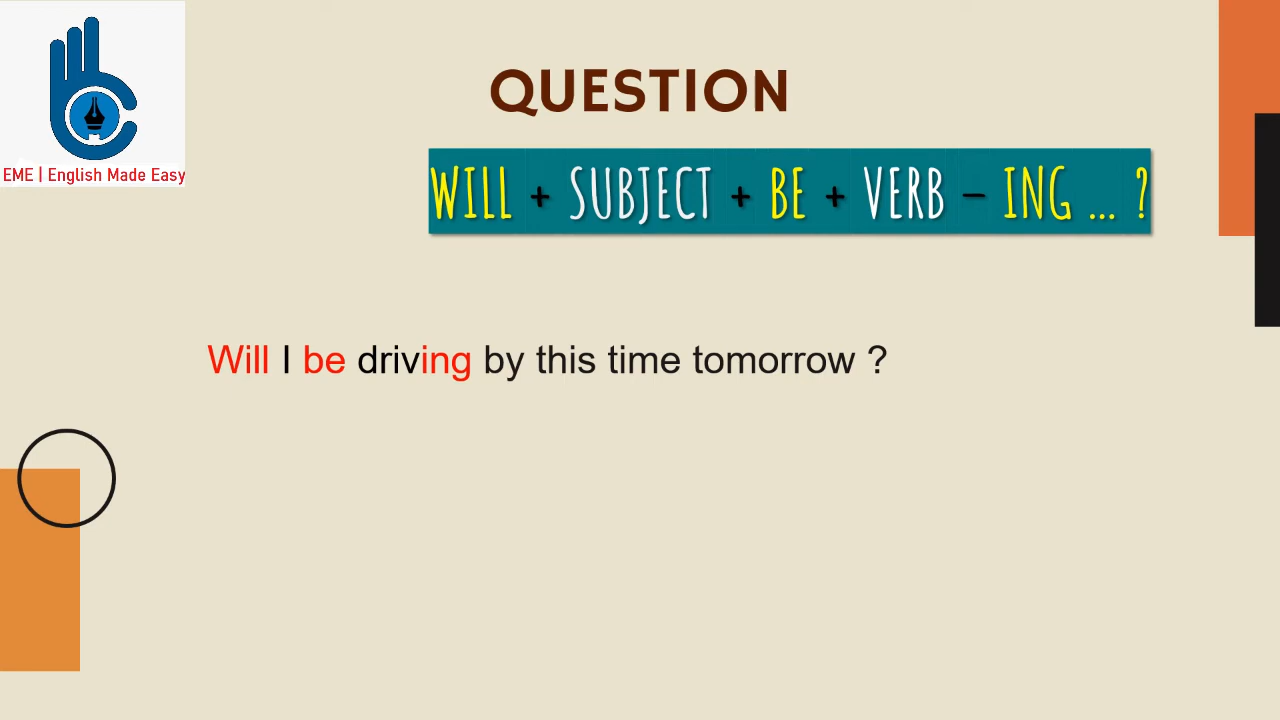 EME | English Made Easy
QUESTION
WILL + SUBJECT + BE + VERB – ING ... ?
Will I be driving by this time tomorrow ?